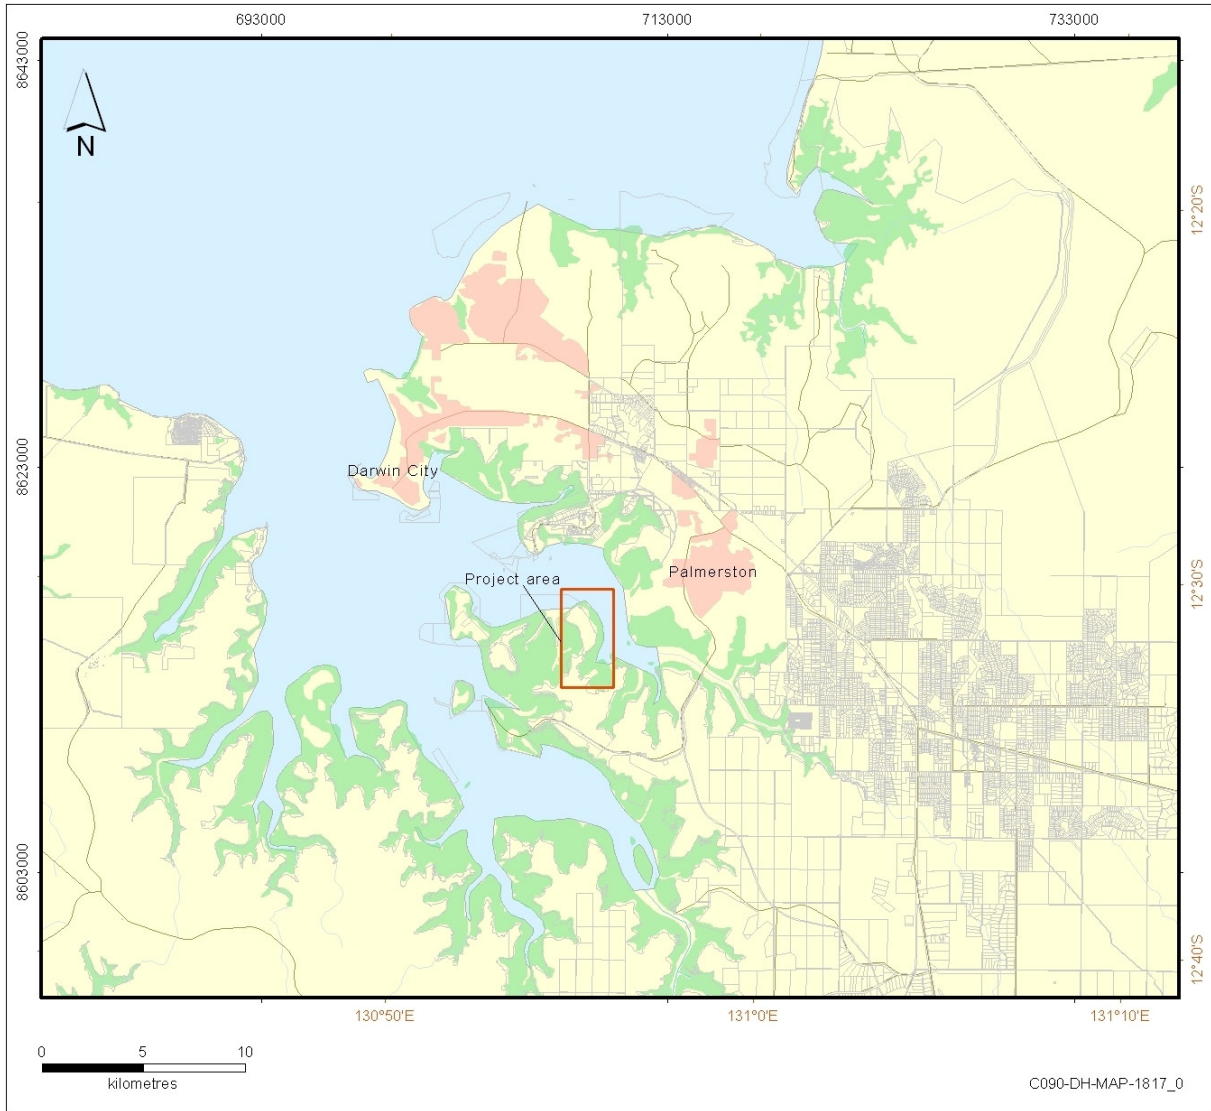 693000 713000 733000
8643000
N
12°20'S
8623000
Darwin City
Project area
Palmerston
12°30'S
8603000
12°40'S
130°50'E 131°0'E 131°10'E
0 5 10
kilometres
C090-DH-MAP-1817_0